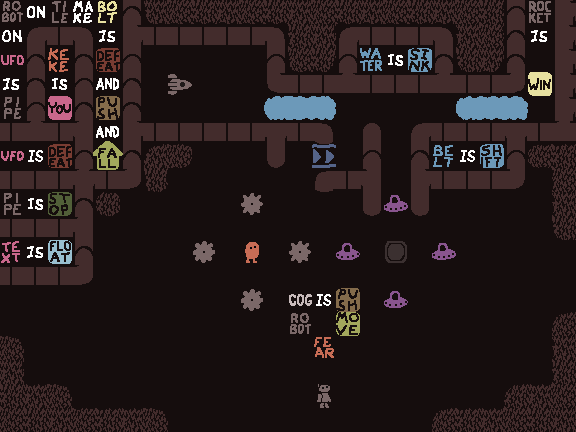 ROBOT ON TILE MAKE BOLT ROCKET
ON IS IS
UFO KEKE DEFEAT WATER IS SINK
IS IS AND WIN
PIPE YOU PUSH
AND
UFO IS DEFEAT FALL BELT IS SHIFT
PIPE IS STOP
TEXT IS FLOAT
COG IS PUSH
ROBOT MOVE
FEAR